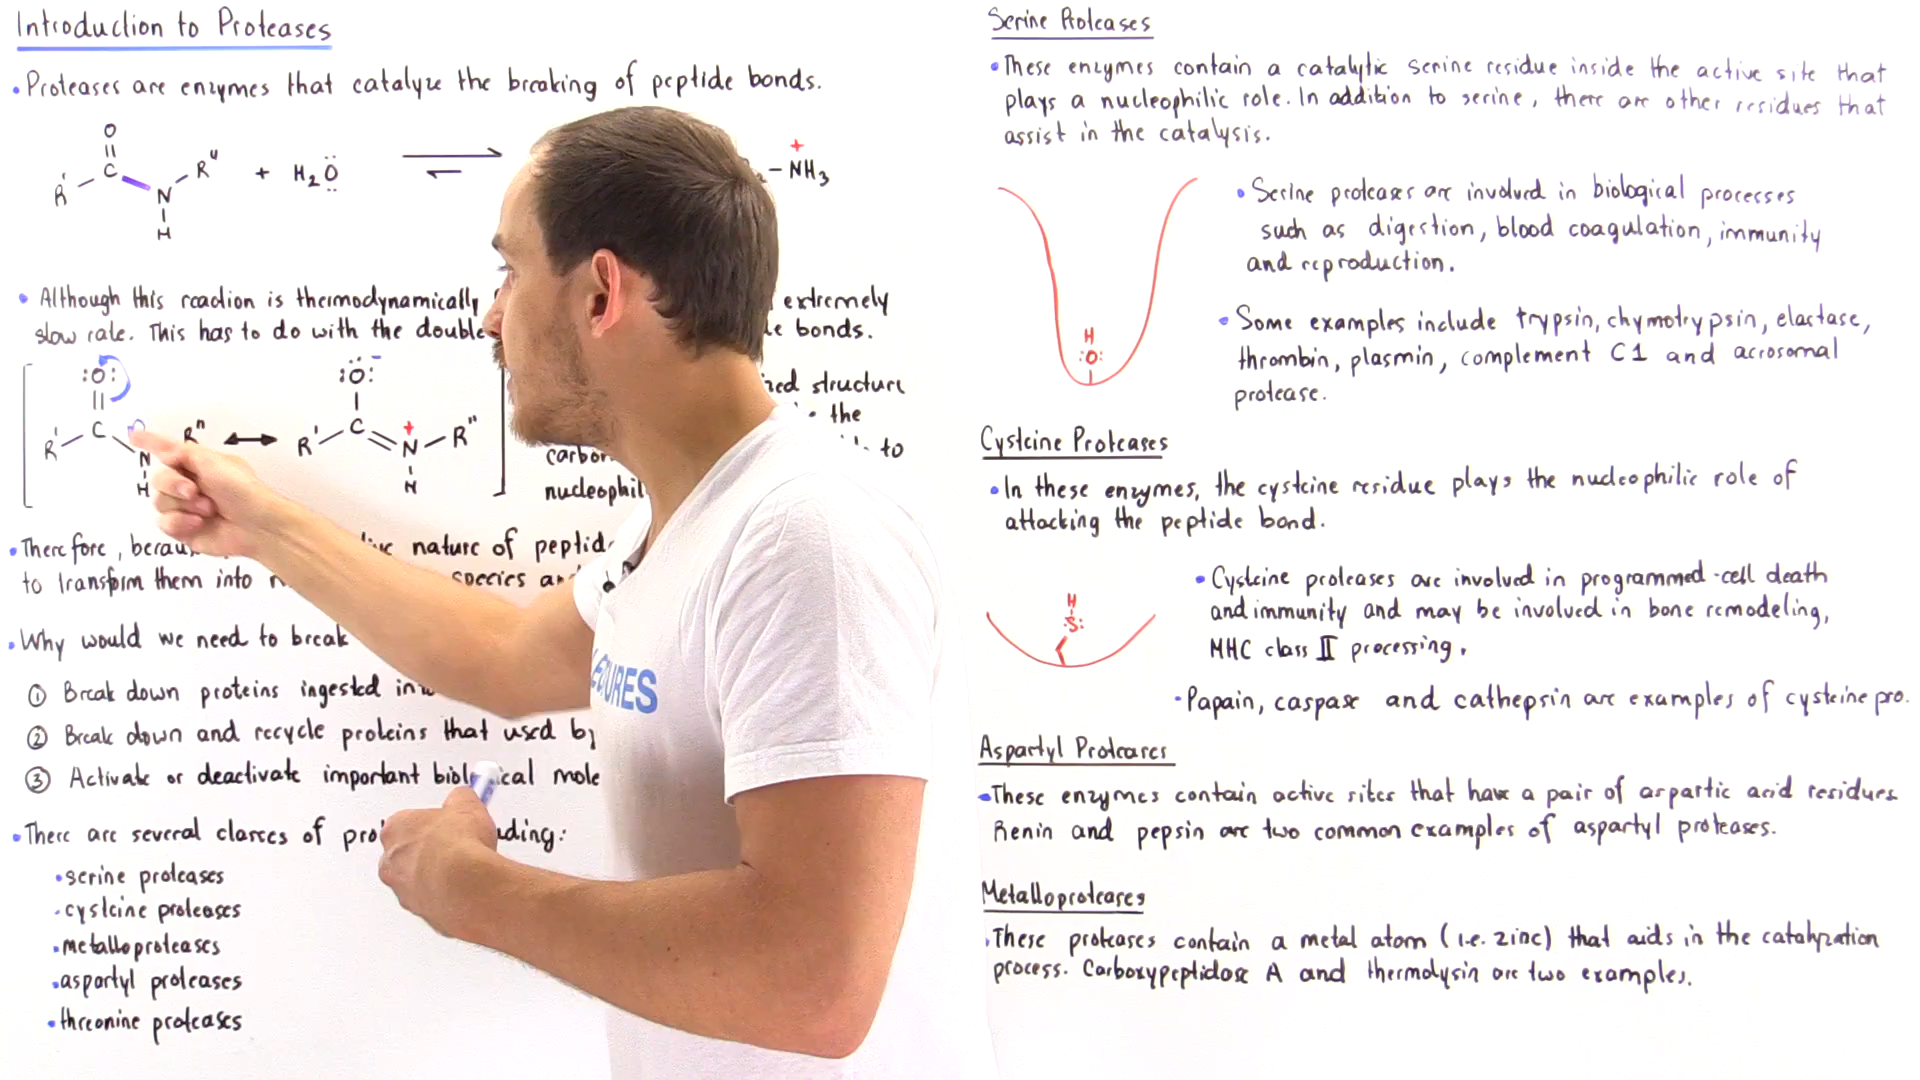 Introduction to Proteases
• Proteases are enzymes that catalyze the breaking of peptide bonds.
O
R' C N R" + H2O
H
+
NH3
• Although this reaction is thermodynamically extremely
slow rate. This has to do with the double bonds.
:O: :O: -
R' C N R" R' C N + R"
H H
structure
the
to
carbon
nucleophil
• Therefore, nature of
to transform them into species
• Why would we need to break
① Break down proteins ingested
② Break down and recycle proteins that used by
③ Activate or deactivate important biological
• There are several classes of
• serine proteases
• cysteine proteases
• metalloproteases
• aspartyl proteases
• threonine proteases
LECTURES
Serine Proteases
• These enzymes contain a catalytic serine residue inside the active site that
plays a nucleophilic role. In addition to serine, there are other residues that
assist in the catalysis.
• Serine proteases are involved in biological processes
such as digestion, blood coagulation, immunity
and reproduction.
H
:O:
• Some examples include trypsin, chymotrypsin, elastase,
thrombin, plasmin, complement C1 and acrosomal
protease.
Cysteine Proteases
• In these enzymes, the cysteine residue plays the nucleophilic role of
attacking the peptide bond.
H
:S:
• Cysteine proteases are involved in programmed-cell death
and immunity and may be involved in bone remodeling,
MHC class II processing.
• Papain, caspase and cathepsin are examples of cysteine pro.
Aspartyl Proteases
• These enzymes contain active sites that have a pair of aspartic acid residues
Renin and pepsin are two common examples of aspartyl proteases.
Metalloproteases
• These proteases contain a metal atom (i.e. zinc) that aids in the catalyzation
process. Carboxypeptidase A and thermolysin are two examples.